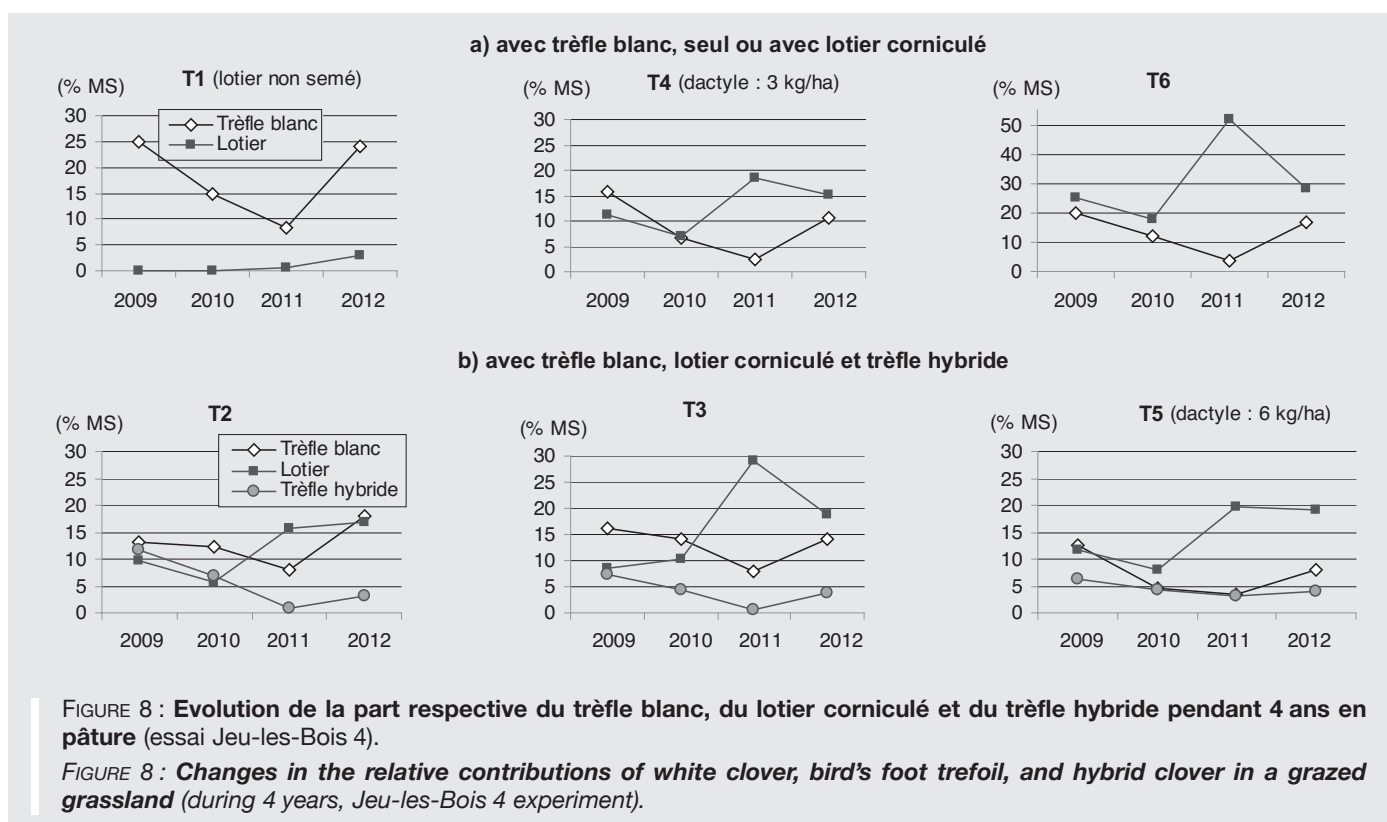 a) avec trèfle blanc, seul ou avec lotier corniculé
(% MS) T1 (lotier non semé)
30
25
20
15
10
5
0
Trèfle blanc
Lotier
2009 2010 2011 2012
(% MS) T4 (dactyle : 3 kg/ha)
30
25
20
15
10
5
0
2009 2010 2011 2012
(% MS) T6
50
40
30
20
10
0
2009 2010 2011 2012
b) avec trèfle blanc, lotier corniculé et trèfle hybride
(% MS) T2
30
25
20
15
10
5
0
Trèfle blanc
Lotier
Trèfle hybride
2009 2010 2011 2012
(% MS) T3
30
25
20
15
10
5
0
2009 2010 2011 2012
(% MS) T5 (dactyle : 6 kg/ha)
30
25
20
15
10
5
0
2009 2010 2011 2012
FIGURE 8 : Evolution de la part respective du trèfle blanc, du lotier corniculé et du trèfle hybride pendant 4 ans en
pâture (essai Jeu-les-Bois 4).
FIGURE 8 : Changes in the relative contributions of white clover, bird's foot trefoil, and hybrid clover in a grazed
grassland (during 4 years, Jeu-les-Bois 4 experiment).